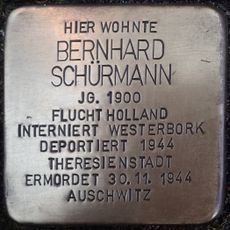 HIER WOHNTE
BERNHARD
SCHÜRMANN
JG. 1900
FLUCHT HOLLAND
INTERNIERT WESTERBORK
DEPORTIERT 1944
THERESIENSTADT
ERMORDET 30.11.1944
AUSCHWITZ